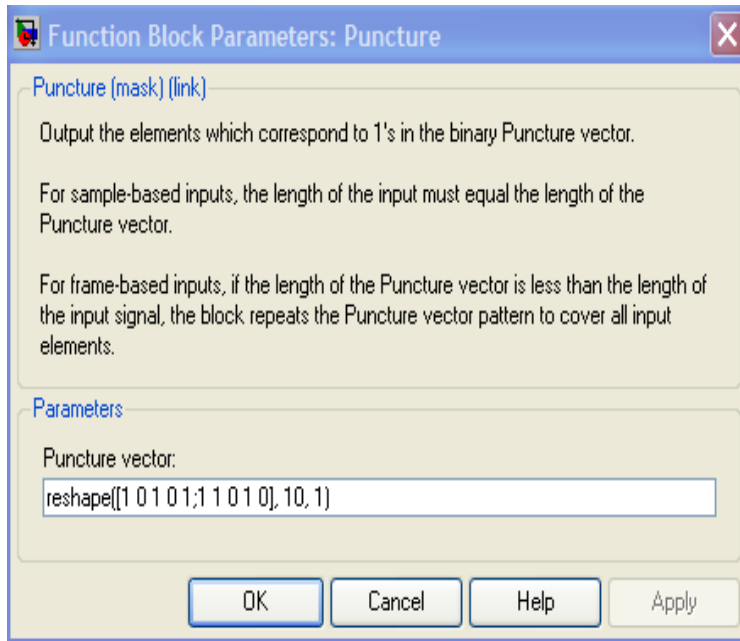 Function Block Parameters: Puncture
Puncture (mask) (link)
Output the elements which correspond to 1's in the binary Puncture vector.
For sample-based inputs, the length of the input must equal the length of the
Puncture vector.
For frame-based inputs, if the length of the Puncture vector is less than the length of
the input signal, the block repeats the Puncture vector pattern to cover all input
elements.
Parameters
Puncture vector:
reshape([1 0 1 0 1;1 1 0 1 0], 10, 1)
OK Cancel Help Apply